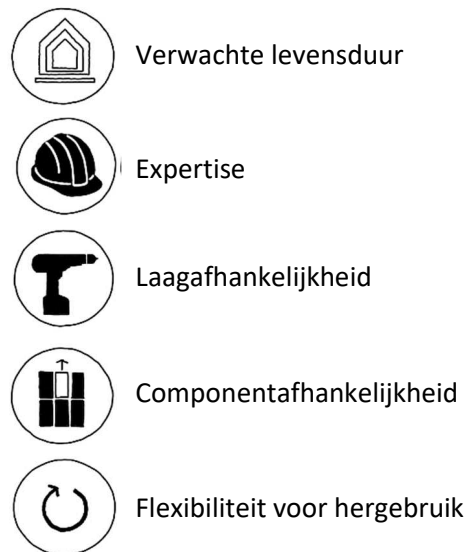 Verwachte levensduur
Expertise
Laagafhankelijkheid
Componentafhankelijkheid
Flexibiliteit voor hergebruik